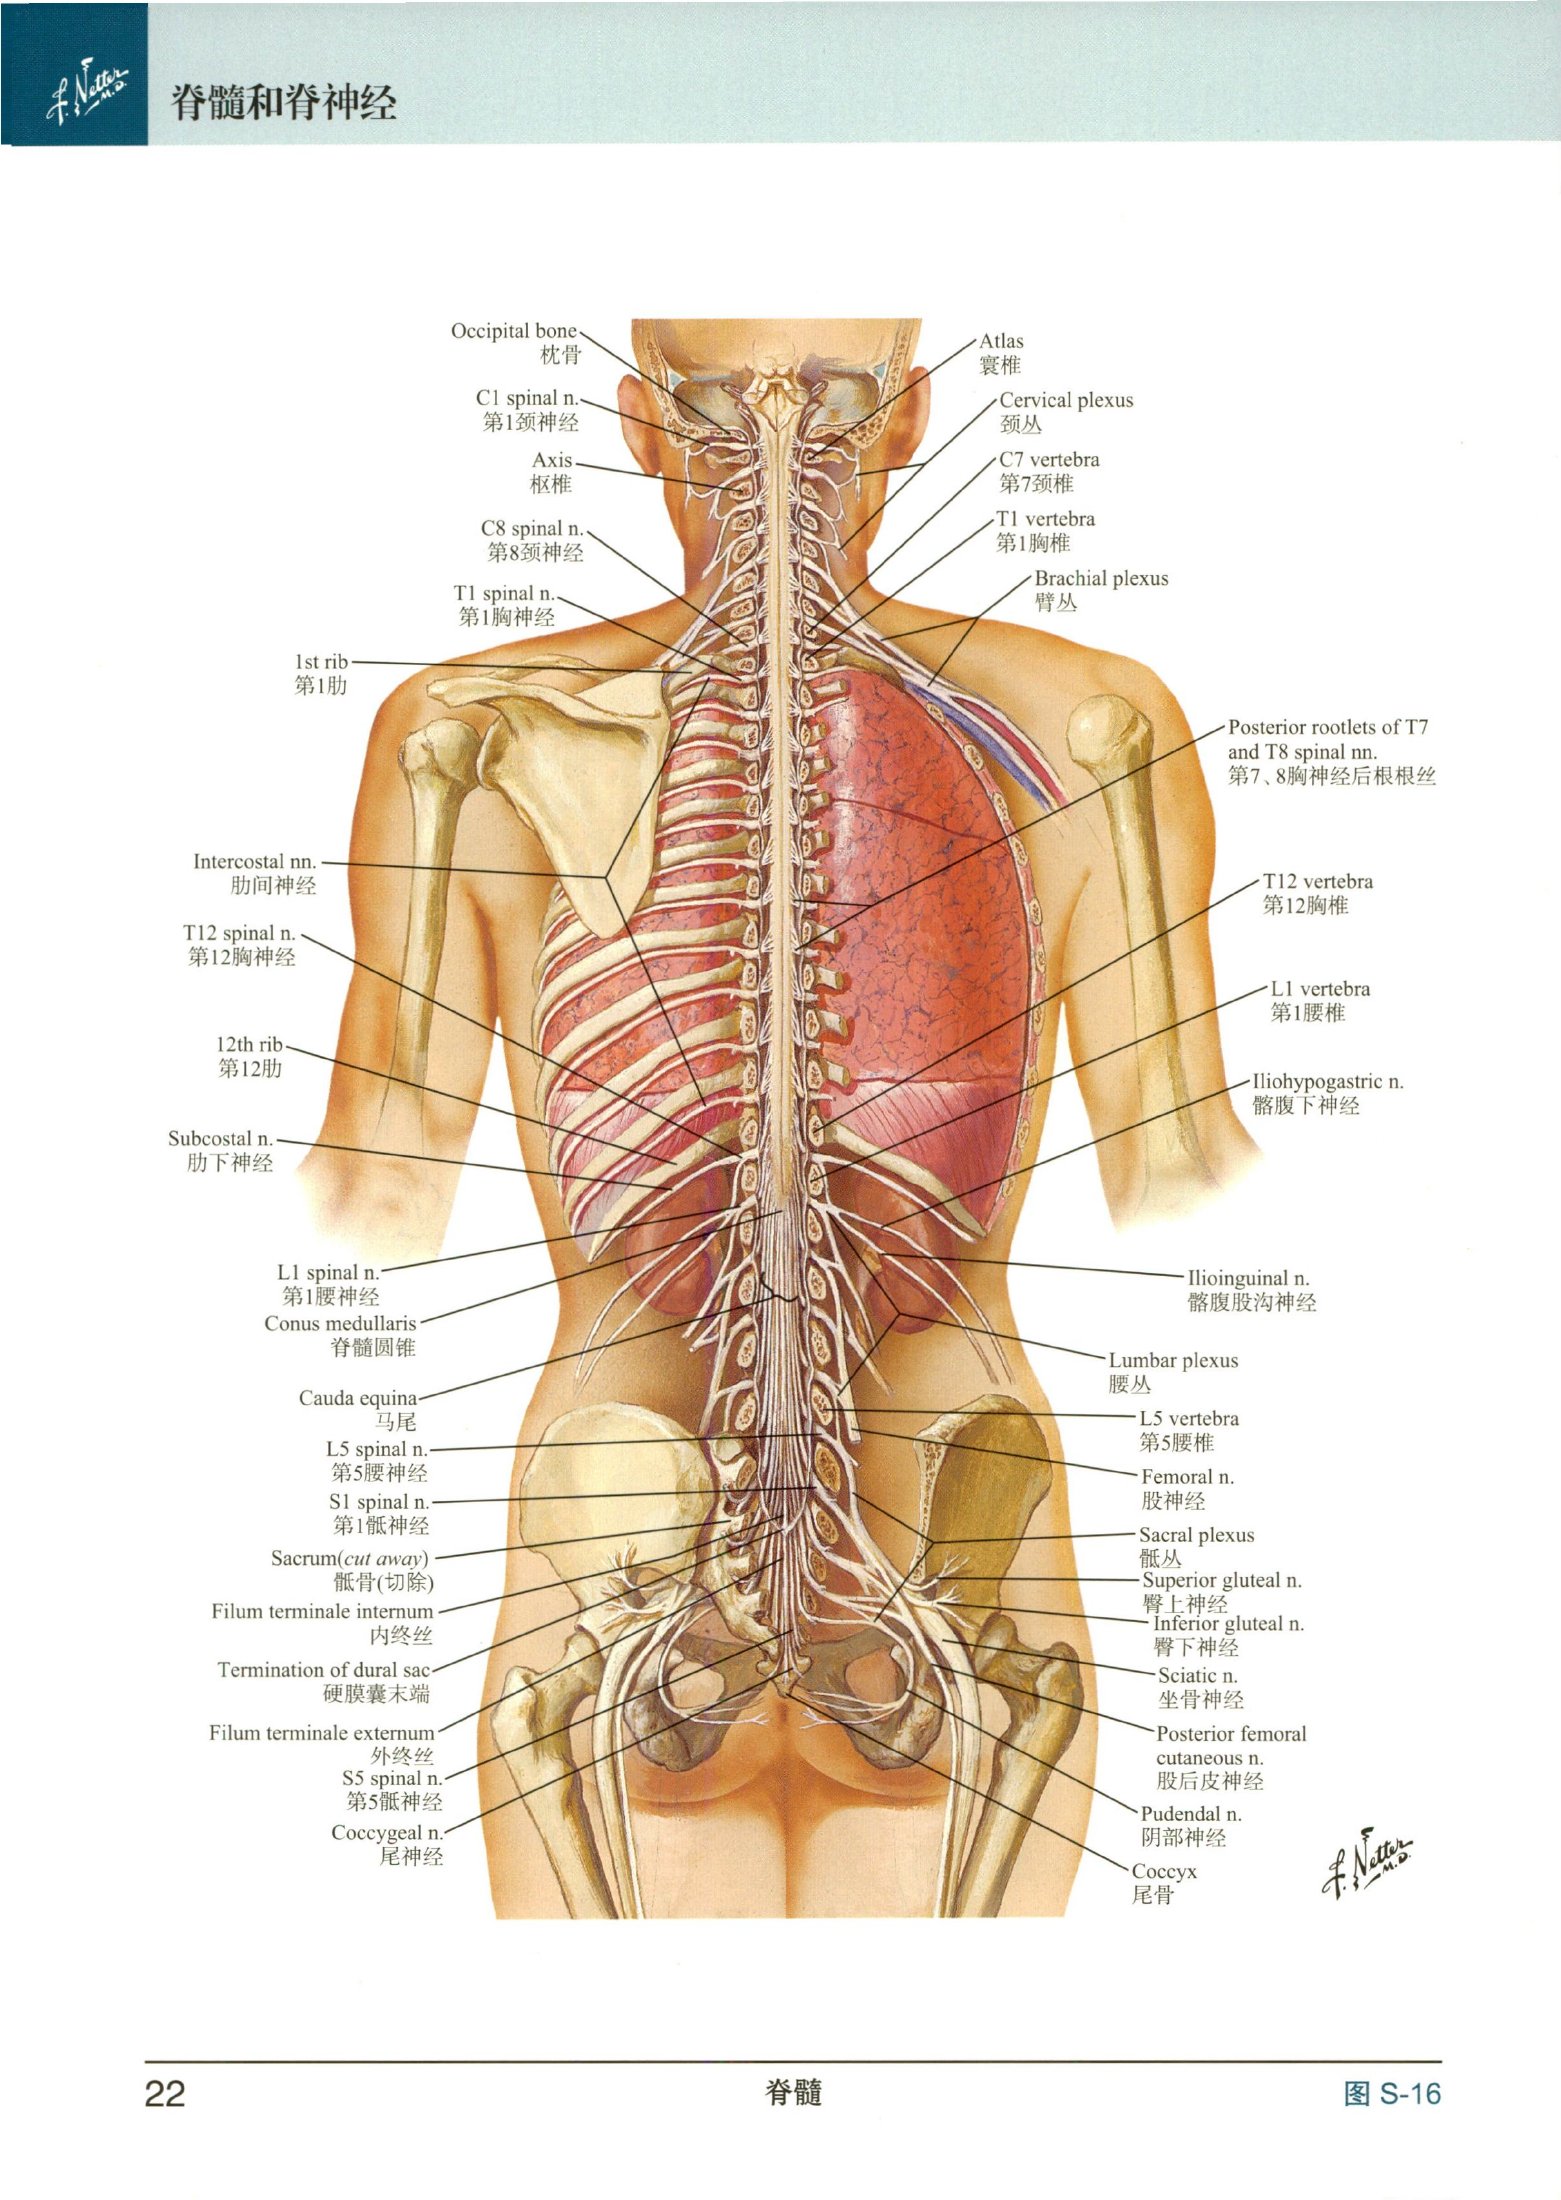 F. Netter M.D.
脊髓和脊神经
Occipital bone
枕骨
C1 spinal n.
第1颈神经
Axis
枢椎
C8 spinal n.
第8颈神经
T1 spinal n.
第1胸神经
1st rib
第1肋
Intercostal nn.
肋间神经
T12 spinal n.
第12胸神经
12th rib
第12肋
Subcostal n.
肋下神经
L1 spinal n.
第1腰神经
Conus medullaris
脊髓圆锥
Cauda equina
马尾
L5 spinal n.
第5腰神经
S1 spinal n.
第1骶神经
Sacrum(cut away)
骶骨(切除)
Filum terminale internum
内终丝
Termination of dural sac
硬膜囊末端
Filum terminale externum
外终丝
S5 spinal n.
第5骶神经
Coccygeal n.
尾神经
Atlas
寰椎
Cervical plexus
颈丛
C7 vertebra
第7颈椎
T1 vertebra
第1胸椎
Brachial plexus
臂丛
Posterior rootlets of T7
and T8 spinal nn.
第7、8胸神经后根根丝
T12 vertebra
第12胸椎
L1 vertebra
第1腰椎
Iliohypogastric n.
髂腹下神经
Ilioinguinal n.
髂腹股沟神经
Lumbar plexus
腰丛
L5 vertebra
第5腰椎
Femoral n.
股神经
Sacral plexus
骶丛
Superior gluteal n.
臀上神经
Inferior gluteal n.
臀下神经
Sciatic n.
坐骨神经
Posterior femoral
cutaneous n.
股后皮神经
Pudendal n.
阴部神经
Coccyx
尾骨
F. Netter M.D.
22
脊髓
图 S-16